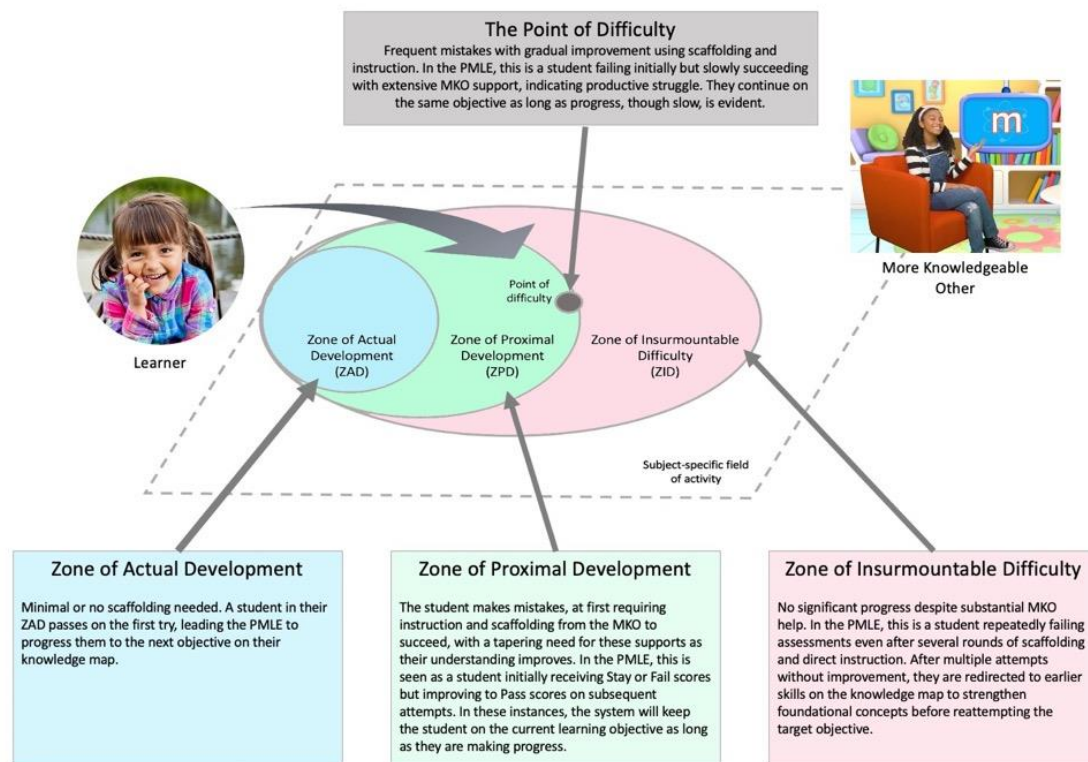 The Point of Difficulty
Frequent mistakes with gradual improvement using scaffolding and
instruction. In the PMLE, this is a student failing initially but slowly succeeding
with extensive MKO support, indicating productive struggle. They continue on
the same objective as long as progress, though slow, is evident.
m
More Knowledgeable
Other
Learner
Point of
difficulty
Zone of Actual
Development
(ZAD)
Zone of Proximal
Development
(ZPD)
Zone of Insurmountable
Difficulty
(ZID)
Subject-specific field
of activity
Zone of Actual Development
Minimal or no scaffolding needed. A student in their
ZAD passes on the first try, leading the PMLE to
progress them to the next objective on their
knowledge map.
Zone of Proximal Development
The student makes mistakes, at first requiring
instruction and scaffolding from the MKO to
succeed, with a tapering need for these supports as
their understanding improves. In the PMLE, this is
seen as a student initially receiving Stay or Fail scores
but improving to Pass scores on subsequent
attempts. In these instances, the system will keep
the student on the current learning objective as long
as they are making progress.
Zone of Insurmountable Difficulty
No significant progress despite substantial MKO
help. In the PMLE, this is a student repeatedly failing
assessments even after several rounds of scaffolding
and direct instruction. After multiple attempts
without improvement, they are redirected to earlier
skills on the knowledge map to strengthen
foundational concepts before reattempting the
target objective.